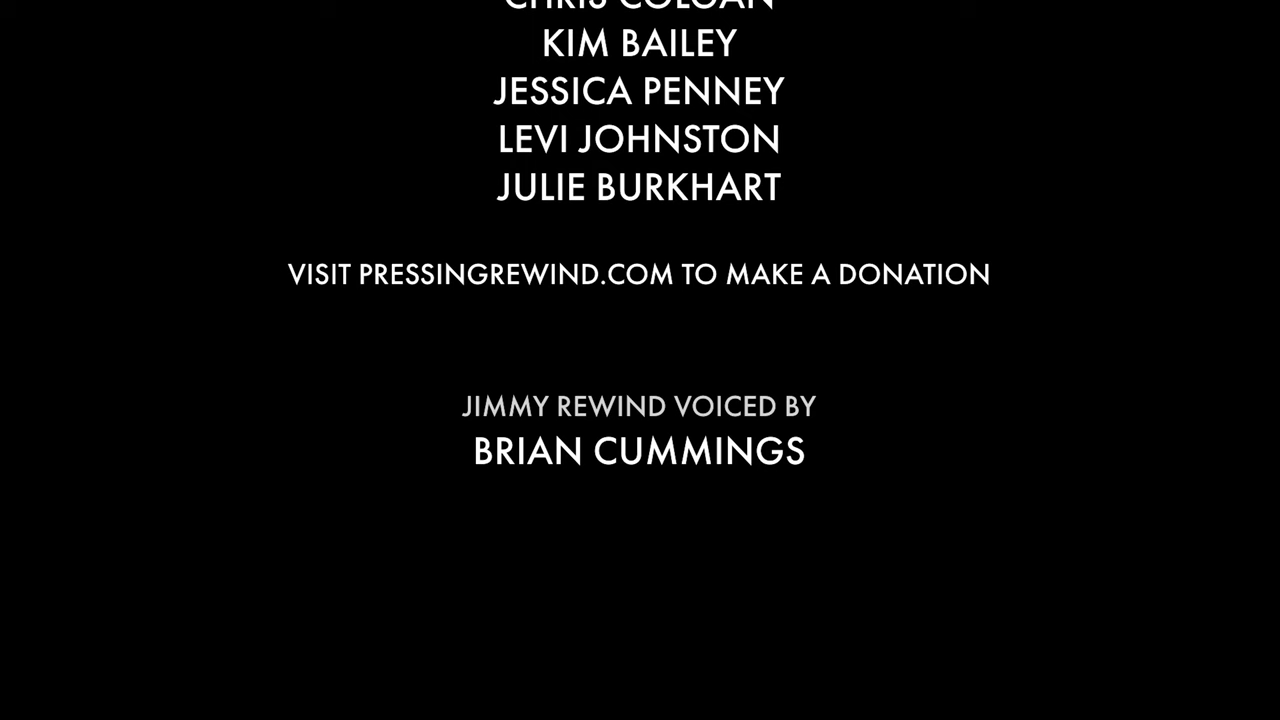 KIM BAILEY
JESSICA PENNEY
LEVI JOHNSTON
JULIE BURKHART
VISIT PRESSINGREWIND.COM TO MAKE A DONATION
JIMMY REWIND VOICED BY
BRIAN CUMMINGS